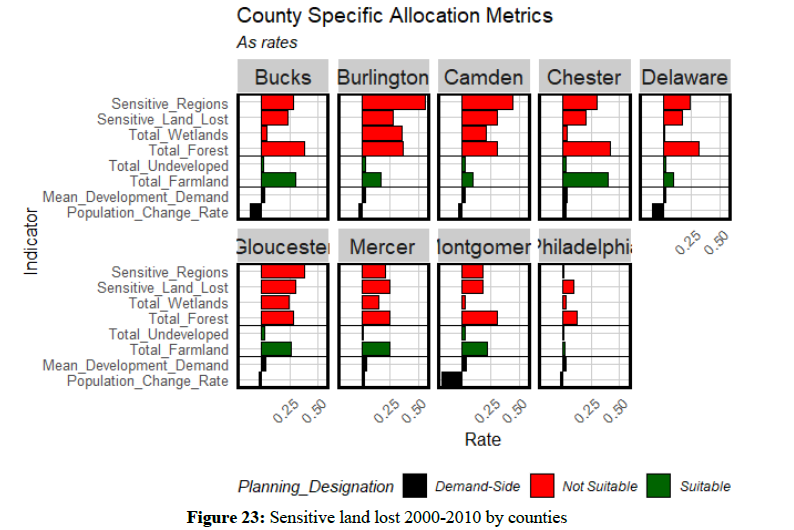 County Specific Allocation Metrics
As rates
Bucks Burlington Camden Chester Delaware
Sensitive_Regions
Sensitive_Land_Lost
Total_Wetlands
Total_Forest
Total_Undeveloped
Total_Farmland
Mean_Development_Demand
Population_Change_Rate
0.25 0.50
Indicator
Gloucester Mercer Montgomery Philadelphia
Sensitive_Regions
Sensitive_Land_Lost
Total_Wetlands
Total_Forest
Total_Undeveloped
Total_Farmland
Mean_Development_Demand
Population_Change_Rate
0.25 0.50 0.25 0.50 0.25 0.50 0.25 0.50
Rate
Planning_Designation Demand-Side Not Suitable Suitable
Figure 23: Sensitive land lost 2000-2010 by counties